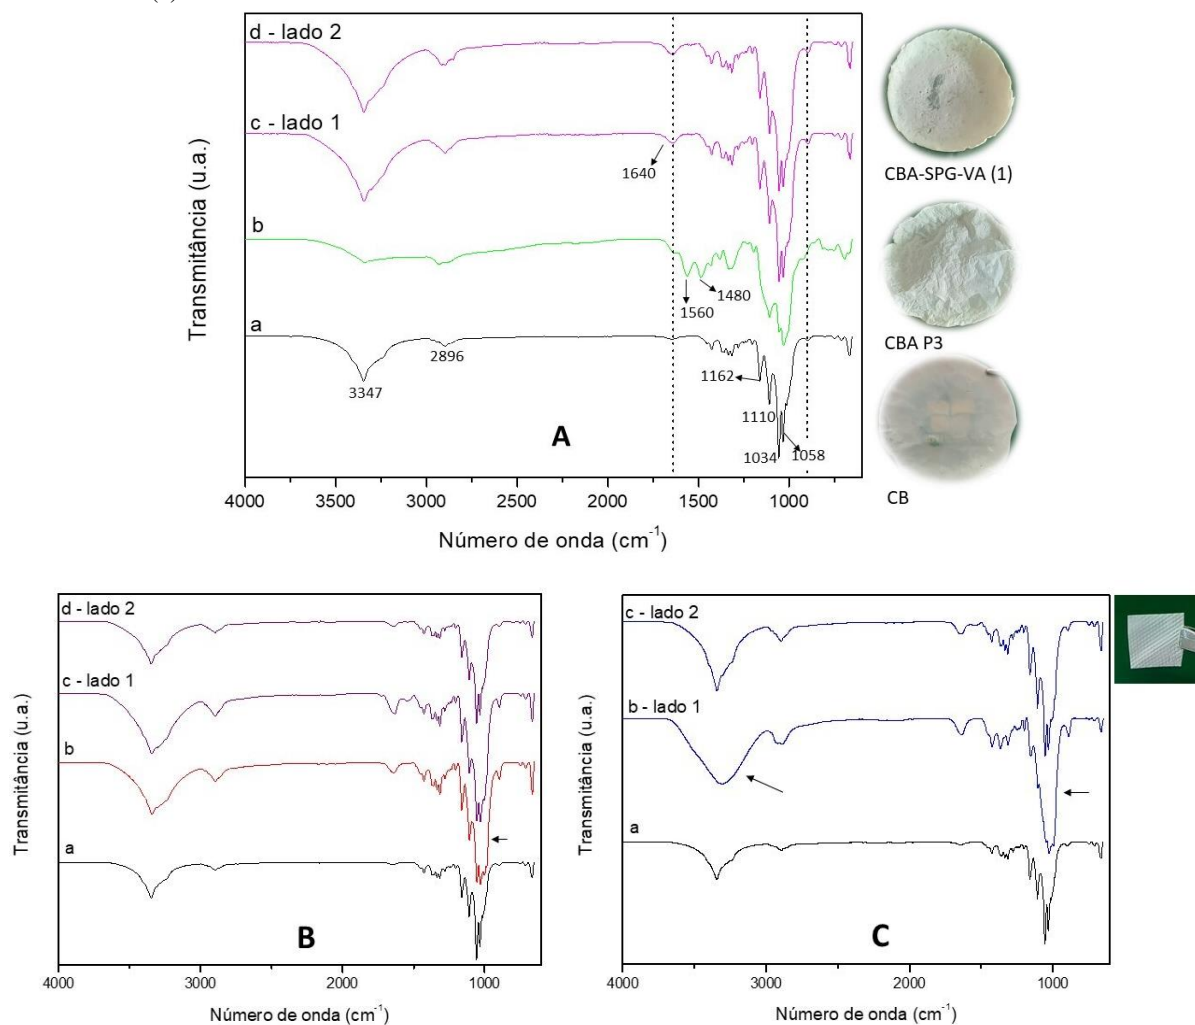 (1)
d - lado 2
c - lado 1
b
a
1640
1560
1480
2896
3347
1162
1110
1034
1058
A
Transmitância (u.a.)
4000 3500 3000 2500 2000 1500 1000
Número de onda (cm⁻¹)
CBA-SPG-VA (1)
CBA P3
CB
d - lado 2
c - lado 1
b
a
B
Transmitância (u.a.)
4000 3000 2000 1000
Número de onda (cm⁻¹)
c - lado 2
b - lado 1
a
C
Transmitância (u.a.)
4000 3000 2000 1000
Número de onda (cm⁻¹)